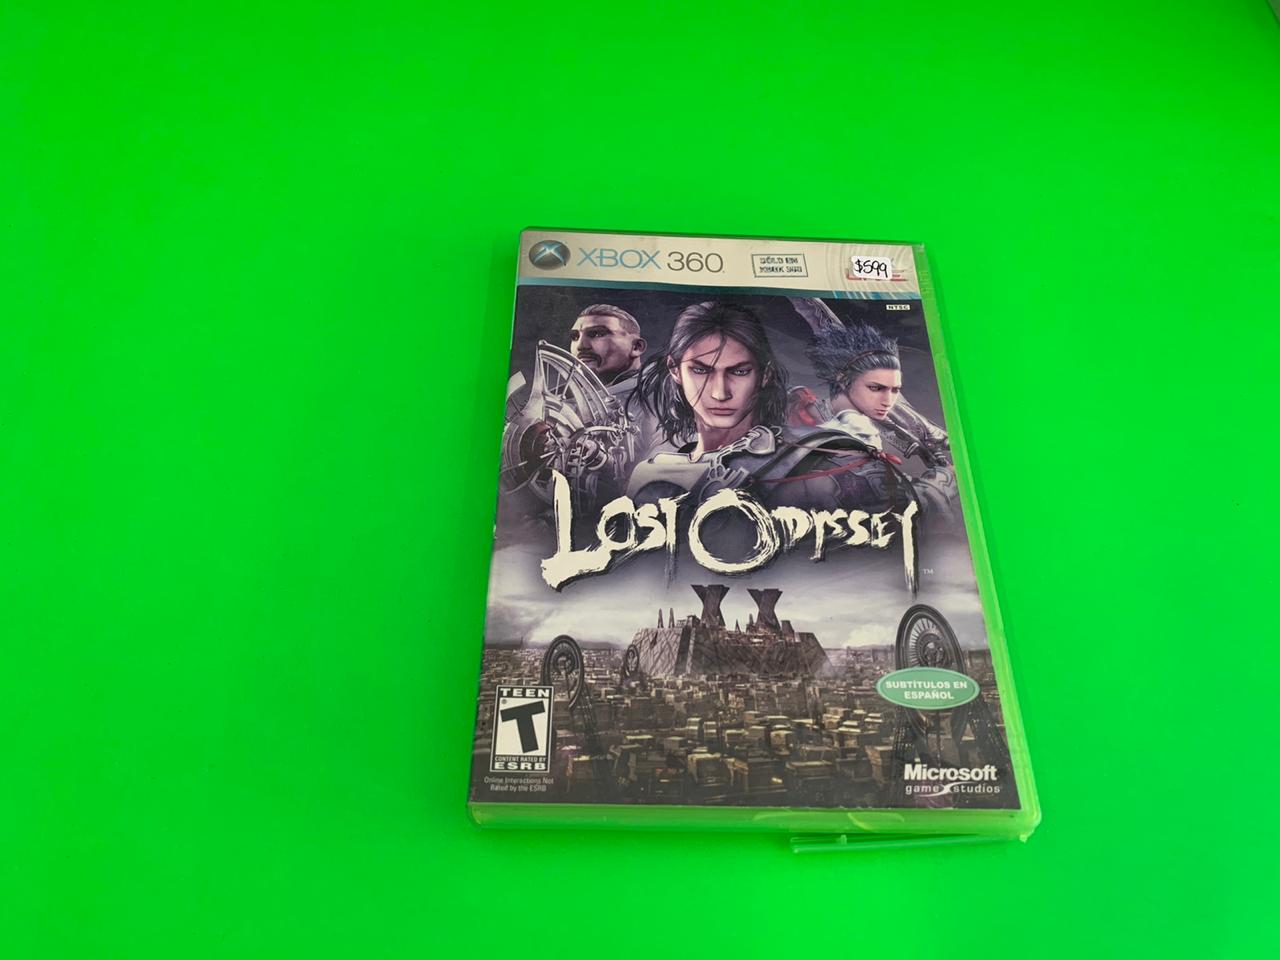 XBOX 360
SÓLO EN
XBOX 360
$599
NTSC
LOST ODYSSEY
TM
SUBTÍTULOS EN
ESPAÑOL
TEEN
T
CONTENT RATED BY
ESRB
Online Interactions Not
Rated by the ESRB
Microsoft
game studios